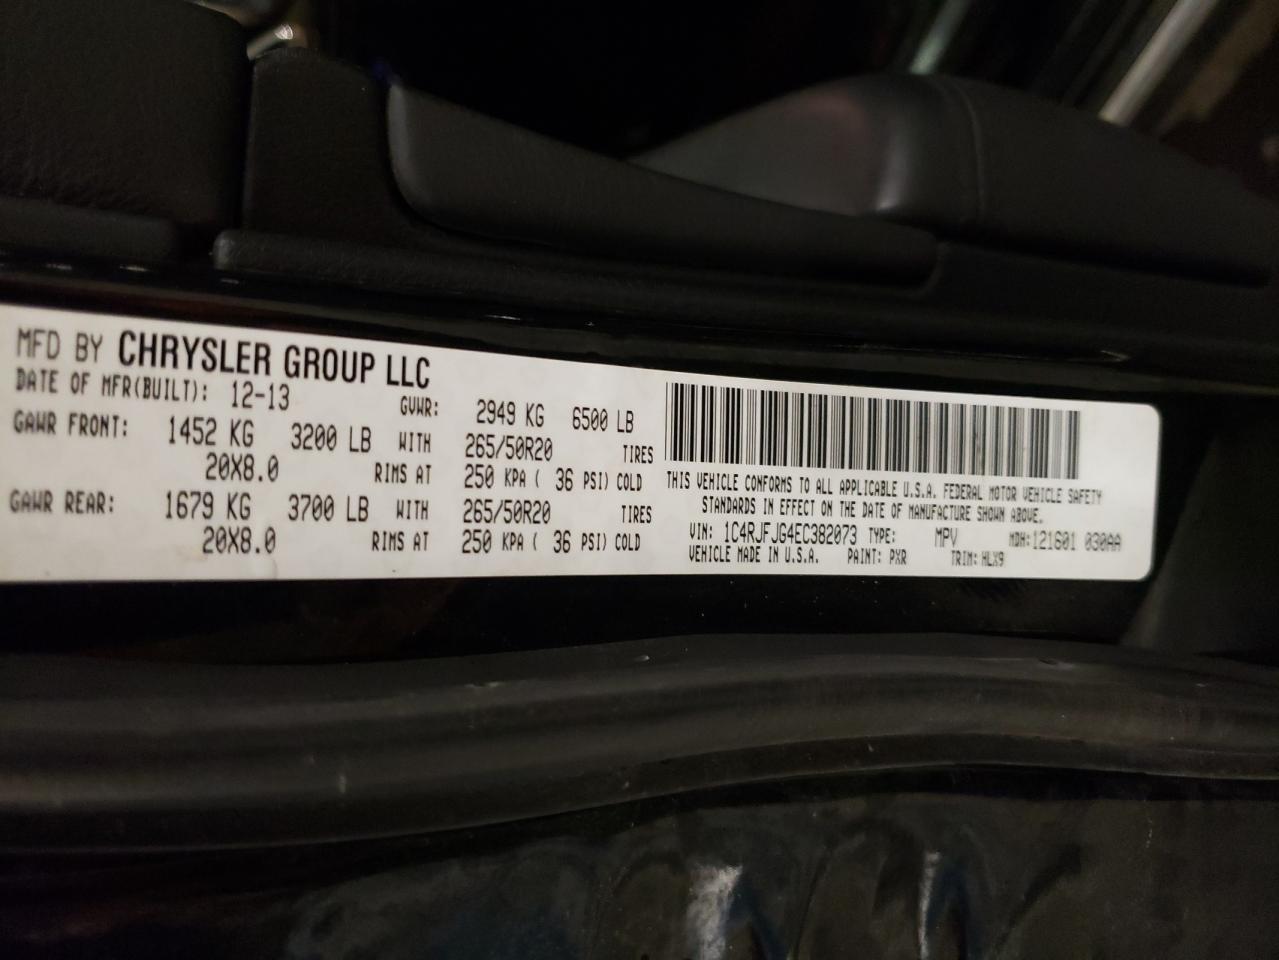 MFD BY CHRYSLER GROUP LLC
DATE OF MFR(BUILT): 12-13 GVWR: 2949 KG 6500 LB
GAWR FRONT: 1452 KG 3200 LB WITH 265/50R20 TIRES
20X8.0 RIMS AT 250 KPA ( 36 PSI) COLD
GAWR REAR: 1679 KG 3700 LB WITH 265/50R20 TIRES
20X8.0 RIMS AT 250 KPA ( 36 PSI) COLD
THIS VEHICLE CONFORMS TO ALL APPLICABLE U.S.A. FEDERAL MOTOR VEHICLE SAFETY
STANDARDS IN EFFECT ON THE DATE OF MANUFACTURE SHOWN ABOVE.
VIN: 1C4RJFJG4EC382073 TYPE: MPV MDH:121601 030AA
VEHICLE MADE IN U.S.A. PAINT: PXR TRIM: HLX9